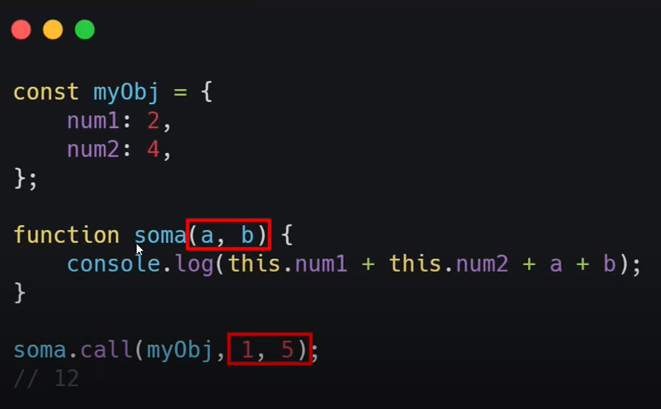 const myObj = {
    num1: 2,
    num2: 4,
};
function soma(a, b) {
    console.log(this.num1 + this.num2 + a + b);
}
soma.call(myObj, 1, 5);
// 12